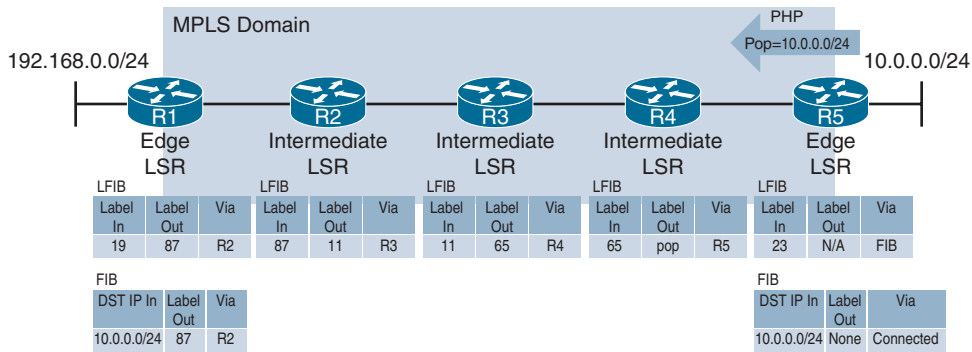 MPLS Domain
PHP
Pop=10.0.0.0/24
192.168.0.0/24
10.0.0.0/24
R1
R2
R3
R4
R5
Edge
LSR
Intermediate
LSR
Intermediate
LSR
Intermediate
LSR
Edge
LSR
LFIB
Label In Label Out Via
19 87 R2
LFIB
Label In Label Out Via
87 11 R3
LFIB
Label In Label Out Via
11 65 R4
LFIB
Label In Label Out Via
65 pop R5
LFIB
Label In Label Out Via
23 N/A FIB
FIB
DST IP In Label Out Via
10.0.0.0/24 87 R2
FIB
DST IP In Label Out Via
10.0.0.0/24 None Connected